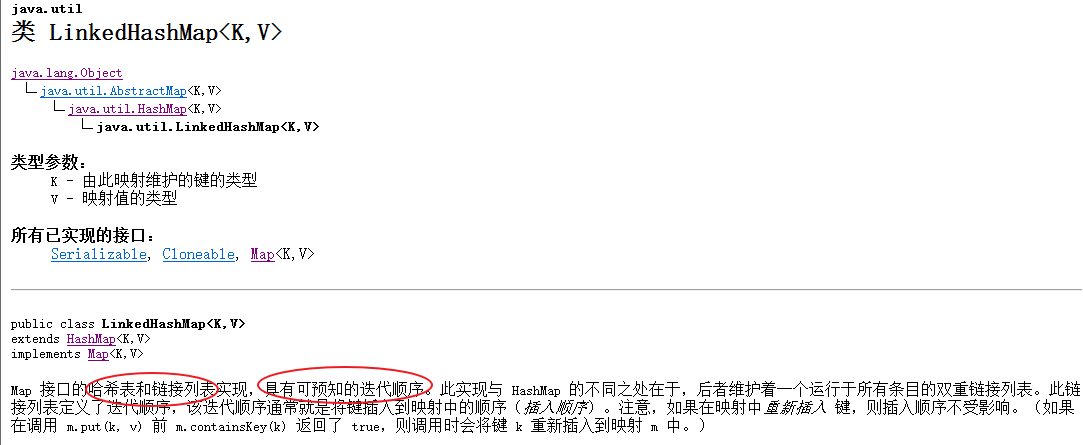 java.util
类 LinkedHashMap<K,V>
java.lang.Object
java.util.AbstractMap<K,V>
java.util.HashMap<K,V>
java.util.LinkedHashMap<K,V>
类型参数：
K - 由此映射维护的键的类型
V - 映射值的类型
所有已实现的接口：
Serializable, Cloneable, Map<K,V>
public class LinkedHashMap<K,V>
extends HashMap<K,V>
implements Map<K,V>
Map 接口的哈希表和链接列表实现，具有可预知的迭代顺序。此实现与 HashMap 的不同之处在于，后者维护着一个运行于所有条目的双重链接列表。此链
接列表定义了迭代顺序，该迭代顺序通常就是将键插入到映射中的顺序（插入顺序）。注意，如果在映射中重新插入 键，则插入顺序不受影响。（如果
在调用 m.put(k, v) 前 m.containsKey(k) 返回了 true，则调用时会将键 k 重新插入到映射 m 中。）